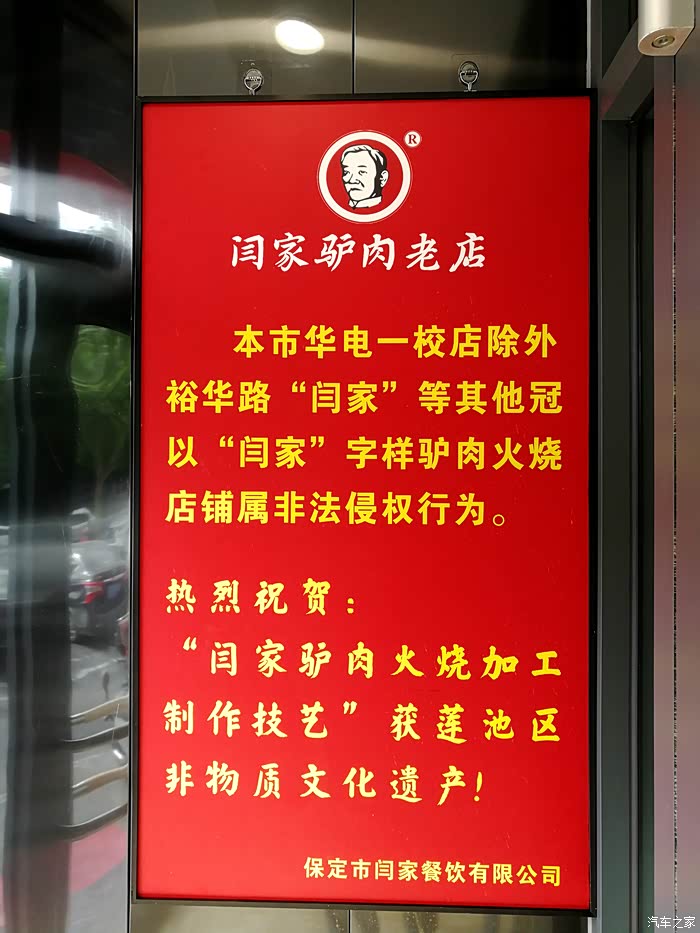 ®
闫家驴肉老店
本市华电一校店除外
裕华路“闫家”等其他冠
以“闫家”字样驴肉火烧
店铺属非法侵权行为。
热烈祝贺：
“闫家驴肉火烧加工
制作技艺”获莲池区
非物质文化遗产！
保定市闫家餐饮有限公司
汽车之家